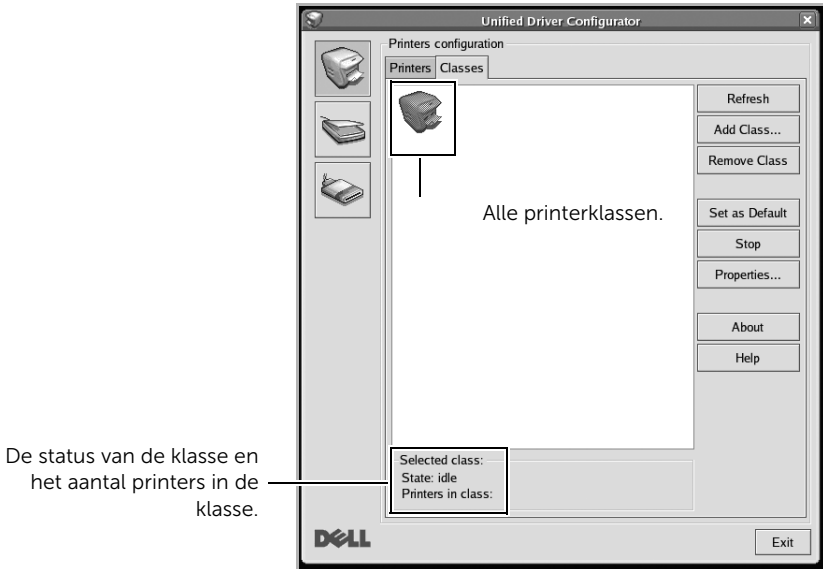 Unified Driver Configurator
Printers configuration
Printers Classes
Refresh
Add Class...
Remove Class
Alle printerklassen.
Set as Default
Stop
Properties...
About
Help
De status van de klasse en
het aantal printers in de
klasse.
Selected class:
State: idle
Printers in class:
DELL
Exit